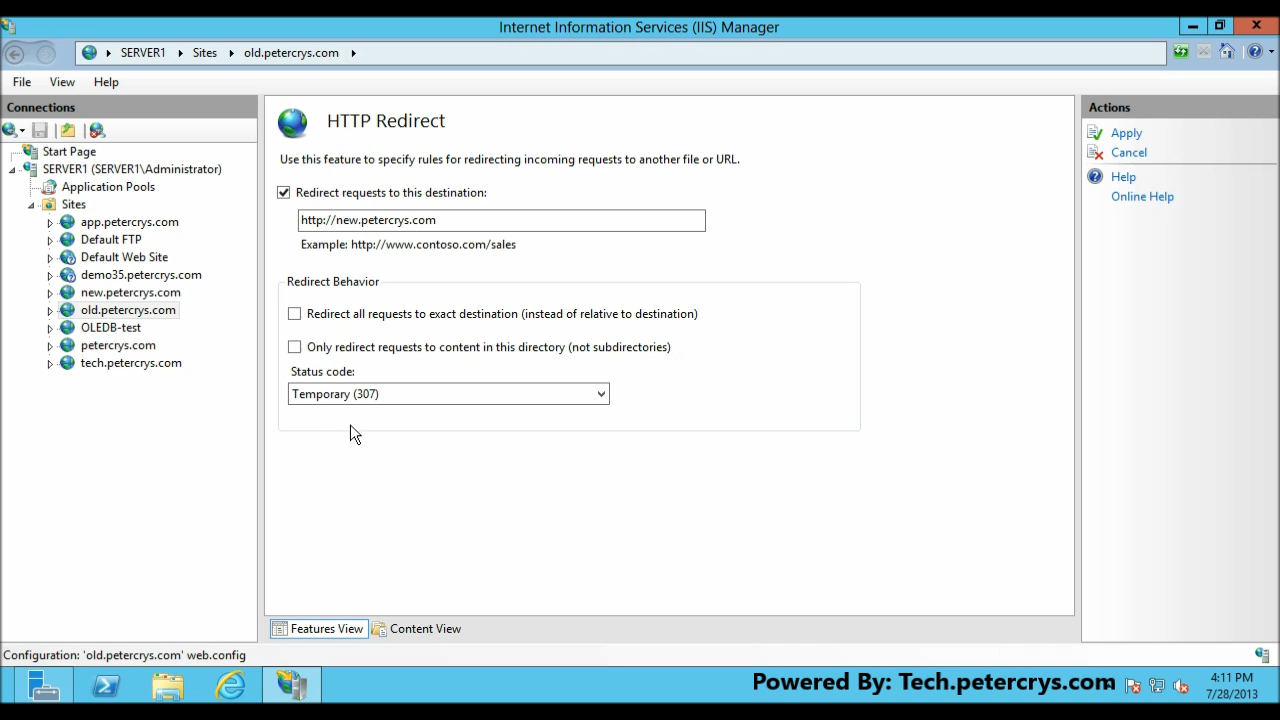 Internet Information Services (IIS) Manager
SERVER1 Sites old.petercrys.com
File View Help
Connections
Start Page
SERVER1 (SERVER1\Administrator)
Application Pools
Sites
app.petercrys.com
Default FTP
Default Web Site
demo35.petercrys.com
new.petercrys.com
old.petercrys.com
OLEDB-test
petercrys.com
tech.petercrys.com
HTTP Redirect
Use this feature to specify rules for redirecting incoming requests to another file or URL.
Redirect requests to this destination:
http://new.petercrys.com
Example: http://www.contoso.com/sales
Redirect Behavior
Redirect all requests to exact destination (instead of relative to destination)
Only redirect requests to content in this directory (not subdirectories)
Status code:
Temporary (307)
Features View Content View
Actions
Apply
Cancel
Help
Online Help
Configuration: 'old.petercrys.com' web.config
Powered By: Tech.petercrys.com
4:11 PM
7/28/2013